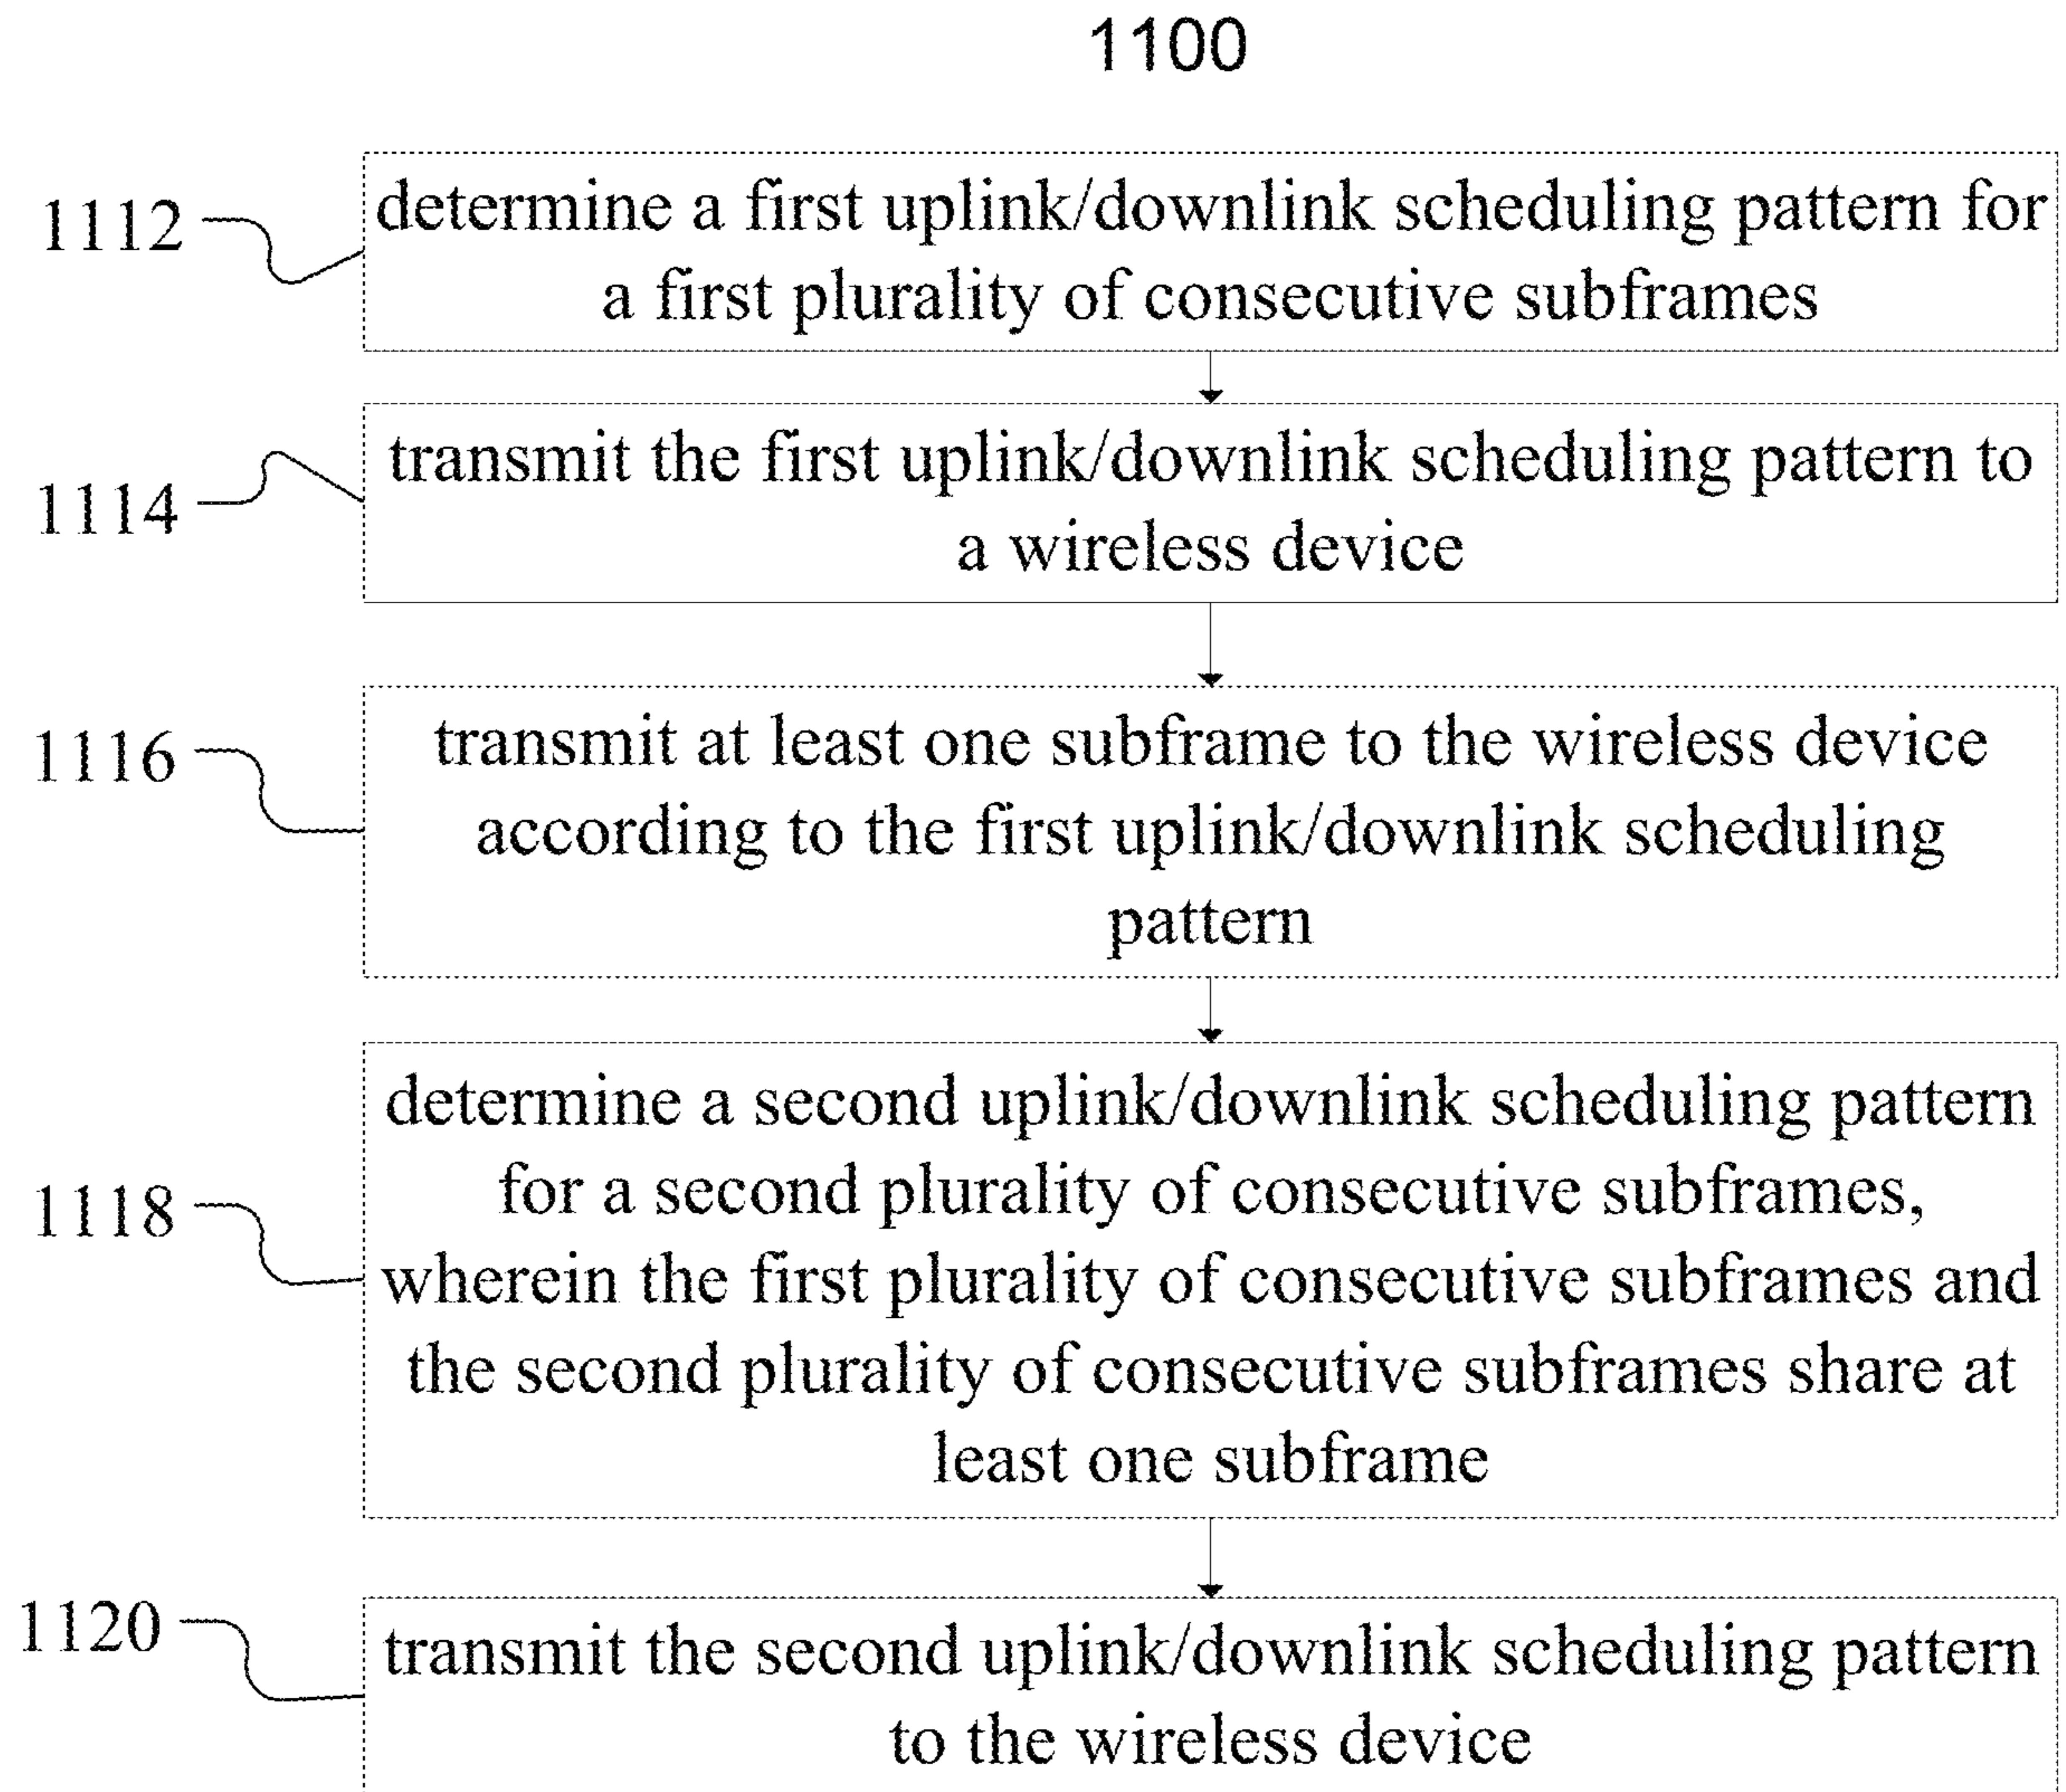 1100
1112
determine a first uplink/downlink scheduling pattern for
a first plurality of consecutive subframes
1114
transmit the first uplink/downlink scheduling pattern to
a wireless device
1116
transmit at least one subframe to the wireless device
according to the first uplink/downlink scheduling
pattern
1118
determine a second uplink/downlink scheduling pattern
for a second plurality of consecutive subframes,
wherein the first plurality of consecutive subframes and
the second plurality of consecutive subframes share at
least one subframe
1120
transmit the second uplink/downlink scheduling pattern
to the wireless device